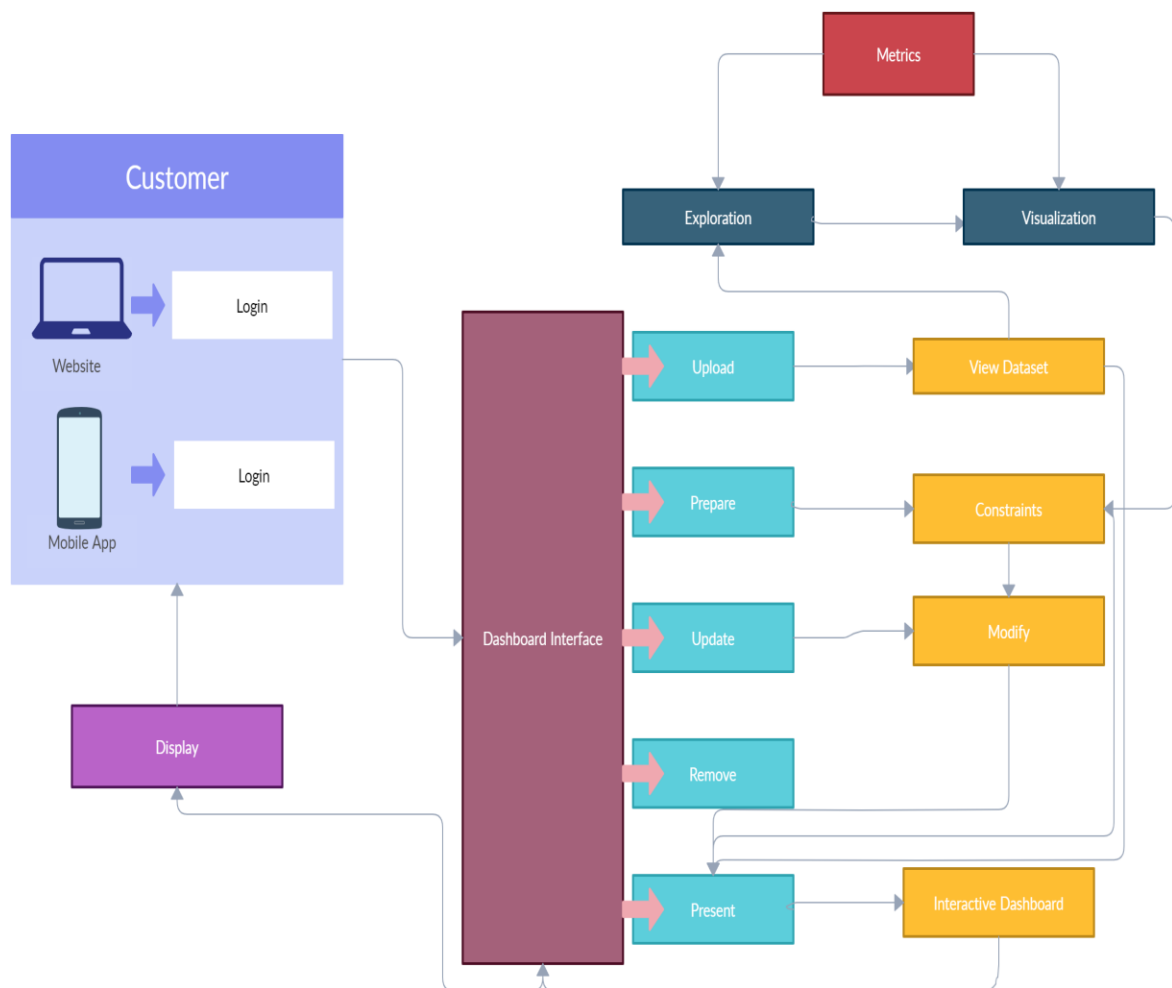 Metrics
Customer
Exploration
Visualization
Login
Website
Upload
View Dataset
Login
Mobile App
Prepare
Constraints
Dashboard Interface
Update
Modify
Display
Remove
Present
Interactive Dashboard